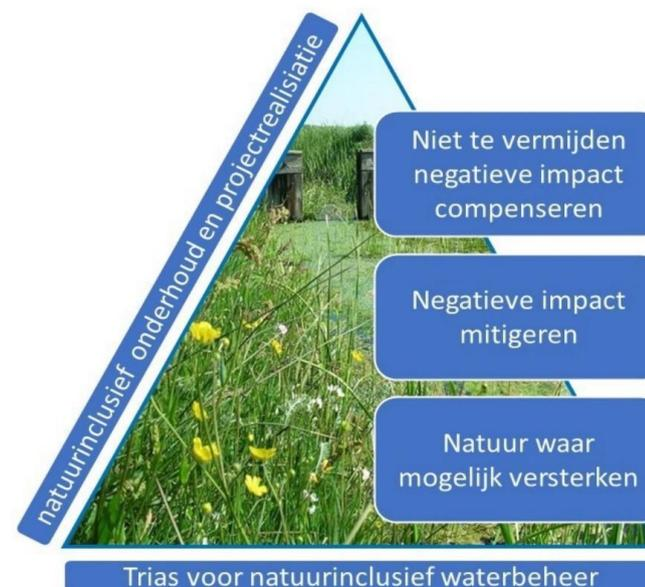 natuurinclusief onderhoud en projectrealisiatie
Niet te vermijden
negatieve impact
compenseren
Negatieve impact
mitigeren
Natuur waar
mogelijk versterken
Trias voor natuurinclusief waterbeheer